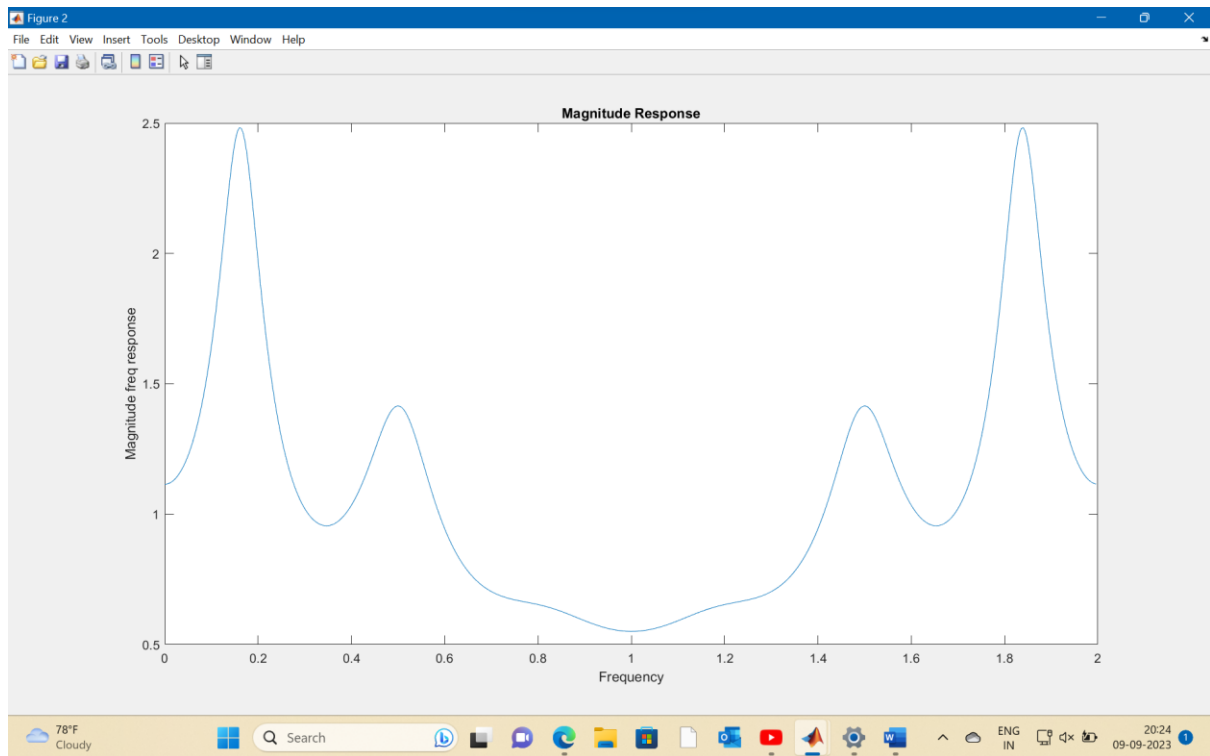 Figure 2
File Edit View Insert Tools Desktop Window Help
Magnitude Response
Magnitude freq response
2.5
2
1.5
1
0.5
0 0.2 0.4 0.6 0.8 1 1.2 1.4 1.6 1.8 2
Frequency
78°F
Cloudy
Search
ENG
IN
20:24
09-09-2023
1